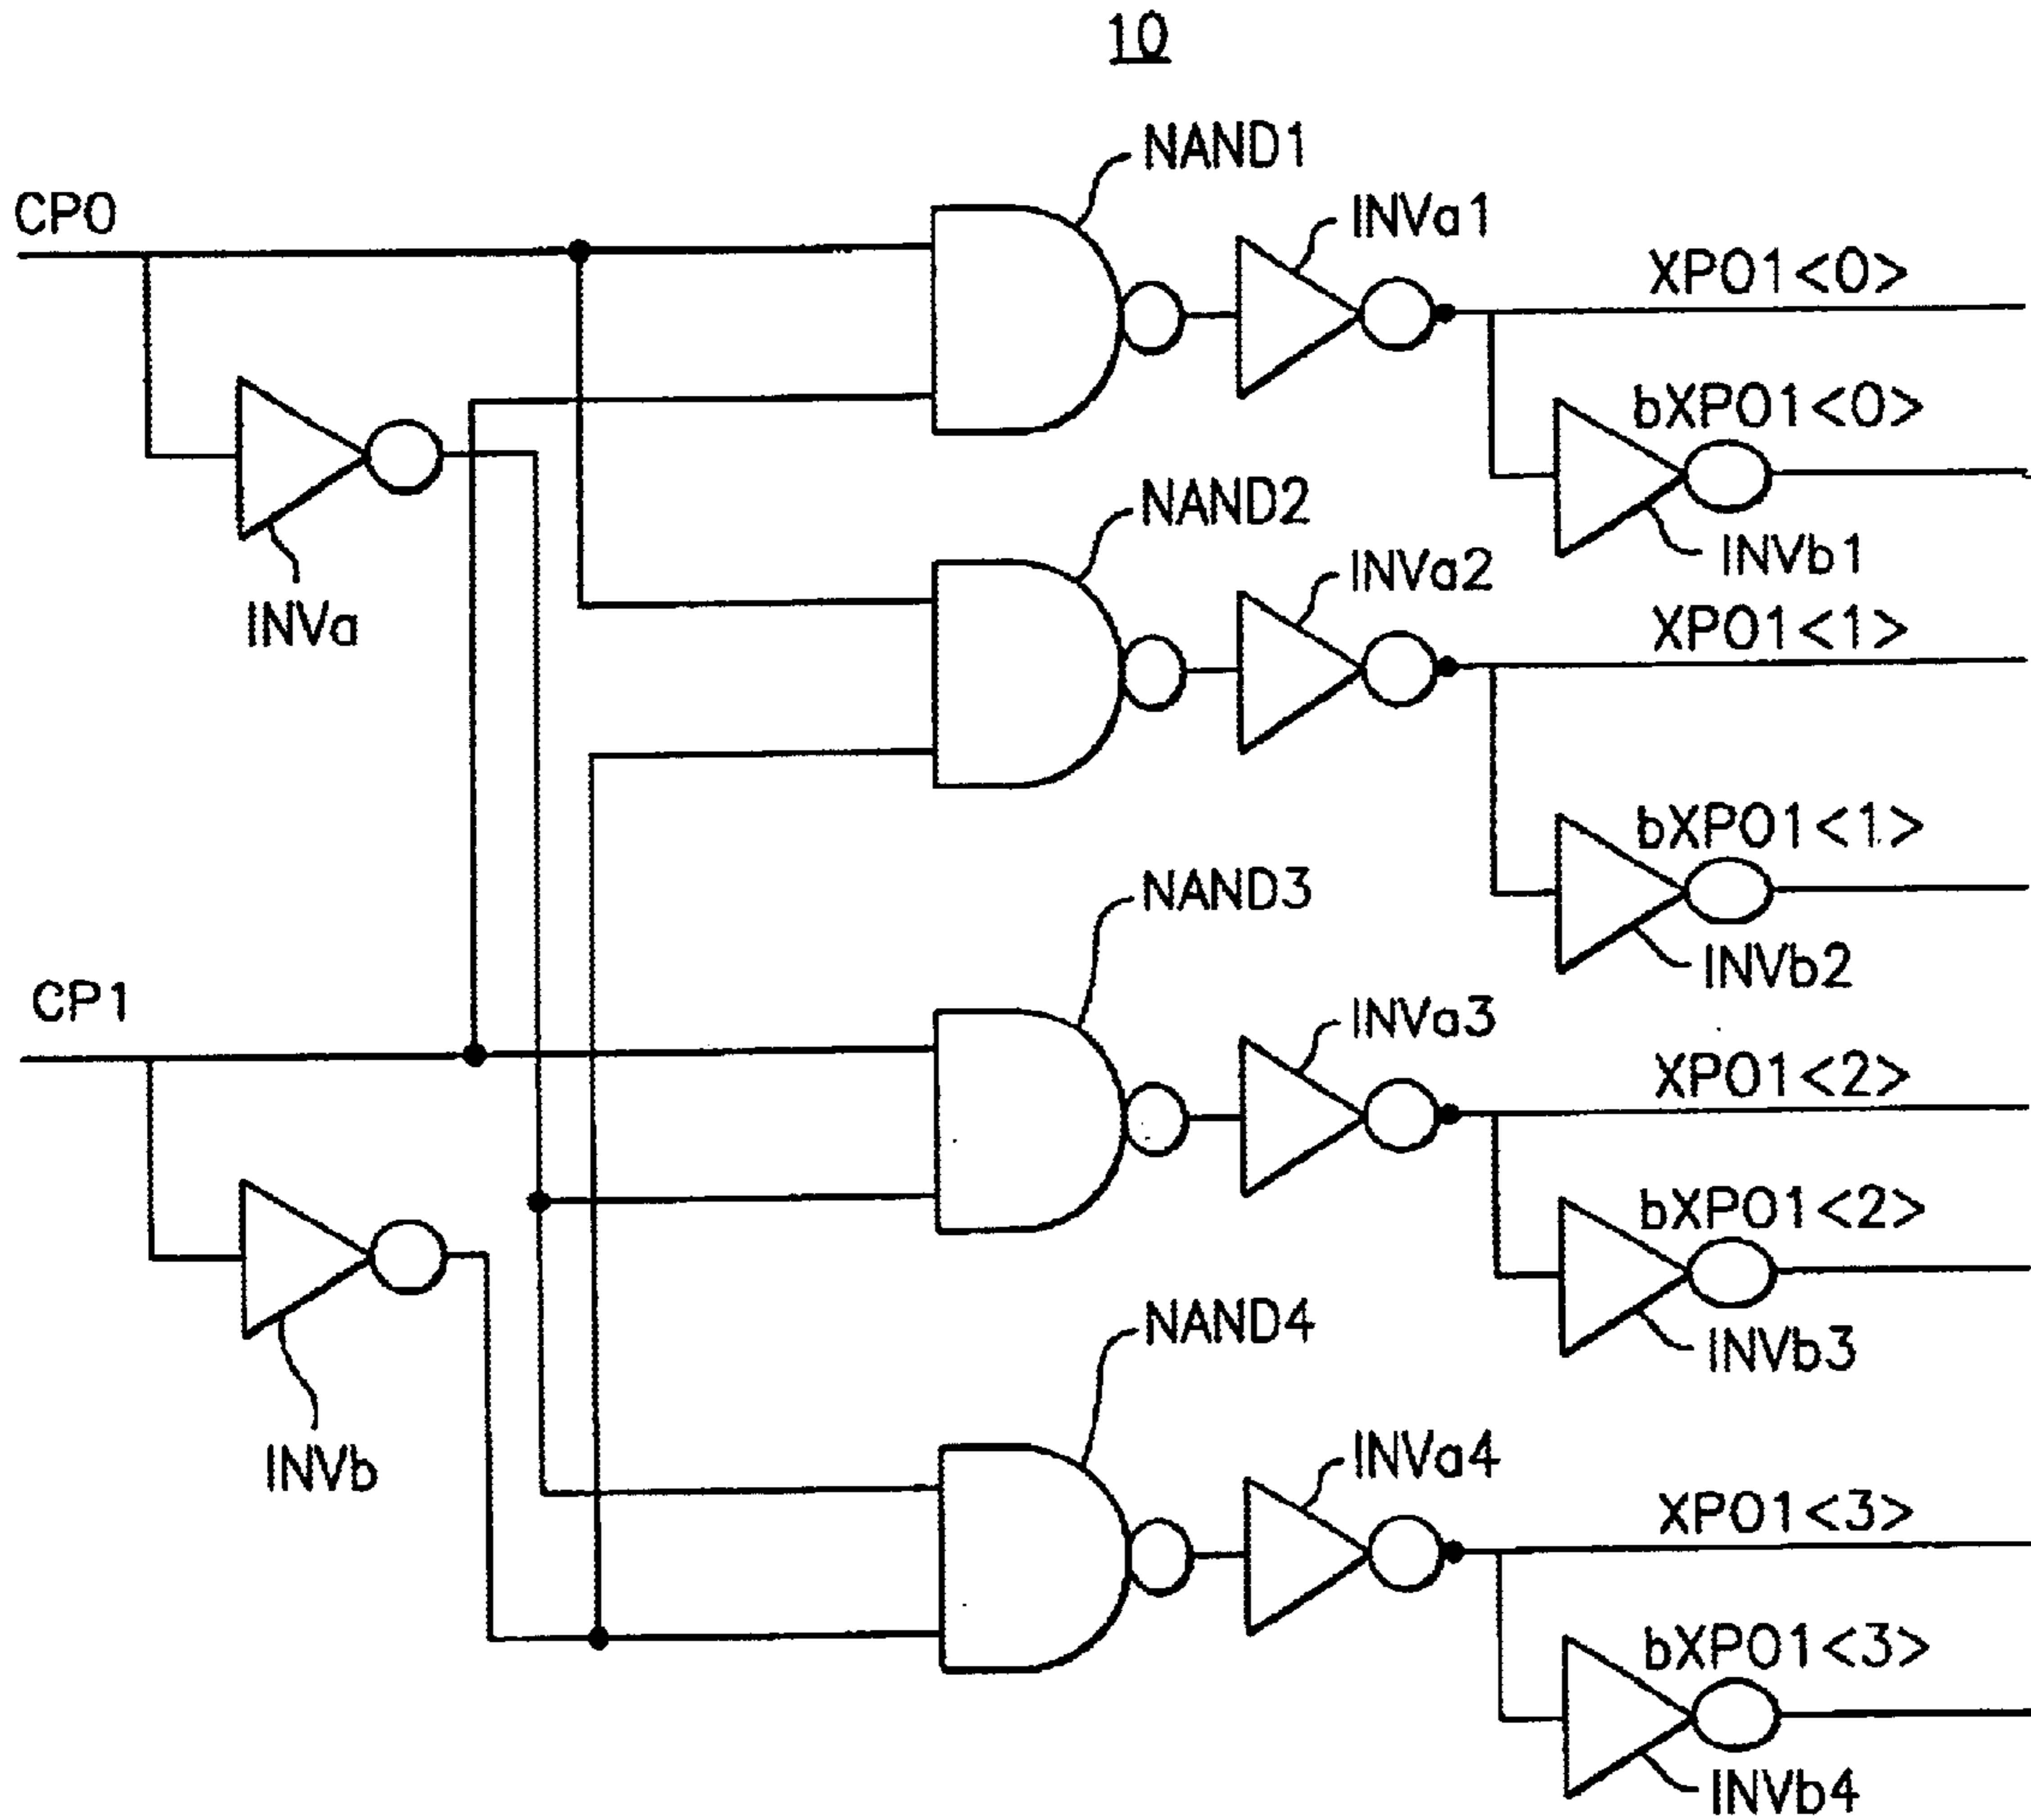 10
NAND1
INVa1
CP0
XP01<0>
bXP01<0>
INVb1
INVa
NAND2
INVa2
XP01<1>
bXP01<1>
INVb2
NAND3
INVa3
CP1
XP01<2>
bXP01<2>
INVb3
INVb
NAND4
INVa4
XP01<3>
bXP01<3>
INVb4